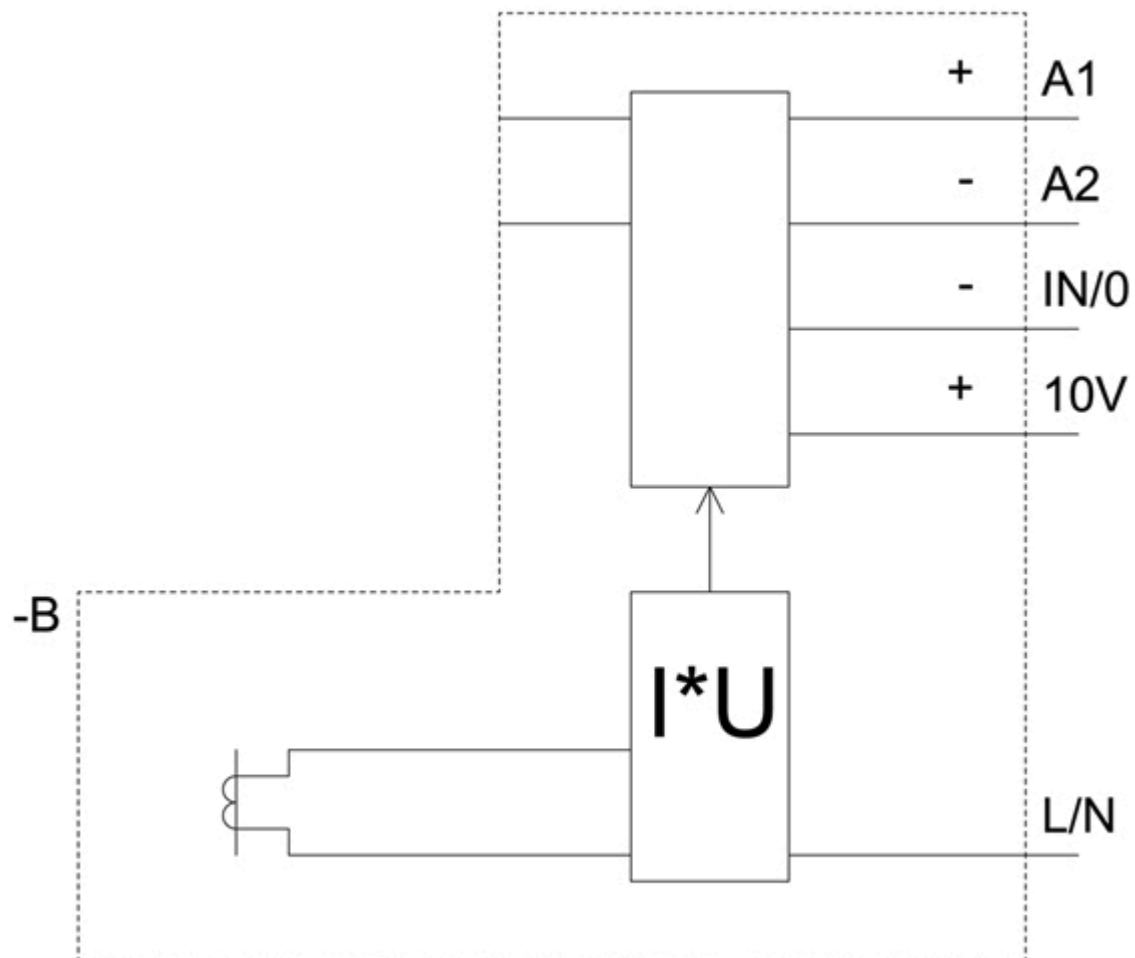 + A1
- A2
- IN/0
+ 10V
-B
I*U
L/N